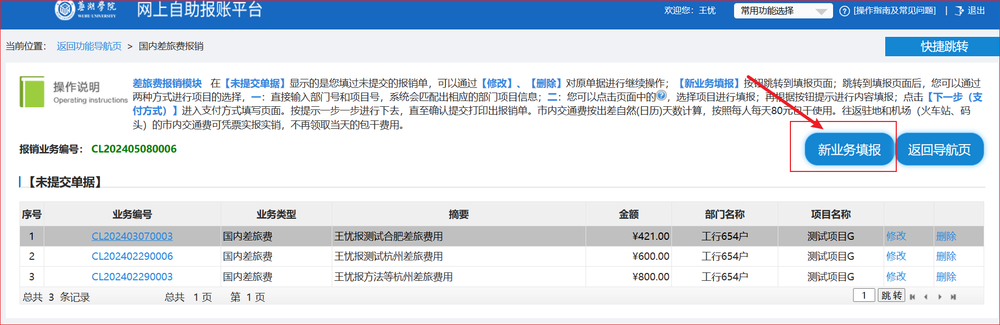 芜湖学院
WUHU UNIVERSITY
网上自助报账平台
欢迎您：王忧
常用功能选择
[操作指南及常见问题]
|
退出
当前位置： 返回功能导航页 > 国内差旅费报销
快捷跳转
操作说明
Operating instructions
差旅费报销模块 在【未提交单据】显示的是您填过未提交的报销单，可以通过【修改】、【删除】对原单据进行继续操作；【新业务填报】按钮跳转到填报页面；跳转到填报页面后，您可以通过
两种方式进行项目的选择，一：直接输入部门号和项目号，系统会匹配出相应的部门项目信息；二：您可以点击页面中的?，选择项目进行填报；再根据按钮提示进行内容填报；点击【下一步（支
付方式）】进入支付方式填写页面。按提示一步一步进行下去，直至确认提交打印出报销单。市内交通费按出差自然(日历)天数计算，按照每人每天80元包干使用。往返驻地和机场（火车站、码
头）的市内交通费可凭票实报实销，不再领取当天的包干费用。
报销业务编号： CL202405080006
新业务填报
返回导航页
【未提交单据】
序号 业务编号 业务类型 摘要 金额 部门名称 项目名称
1 CL202403070003 国内差旅费 王忧报测试合肥差旅费用 ¥421.00 工行654户 测试项目G 修改 删除
2 CL202402290006 国内差旅费 王忧报测试杭州差旅费用 ¥600.00 工行654户 测试项目G 修改 删除
3 CL202402290003 国内差旅费 王忧报方法等杭州差旅费用 ¥800.00 工行654户 测试项目G 修改 删除
总共 3 条记录 总共 1 页 第 1 页
1 跳 转